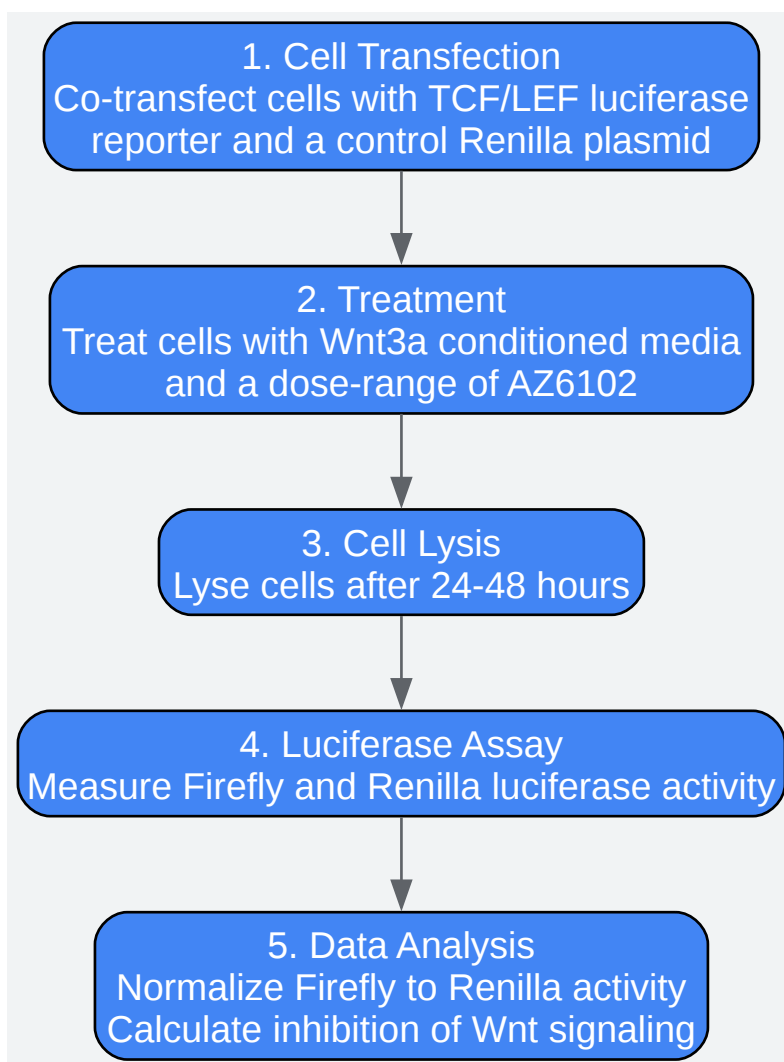 1. Cell Transfection
Co-transfect cells with TCF/LEF luciferase
reporter and a control Renilla plasmid
2. Treatment
Treat cells with Wnt3a conditioned media
and a dose-range of AZ6102
3. Cell Lysis
Lyse cells after 24-48 hours
4. Luciferase Assay
Measure Firefly and Renilla luciferase activity
5. Data Analysis
Normalize Firefly to Renilla activity
Calculate inhibition of Wnt signaling